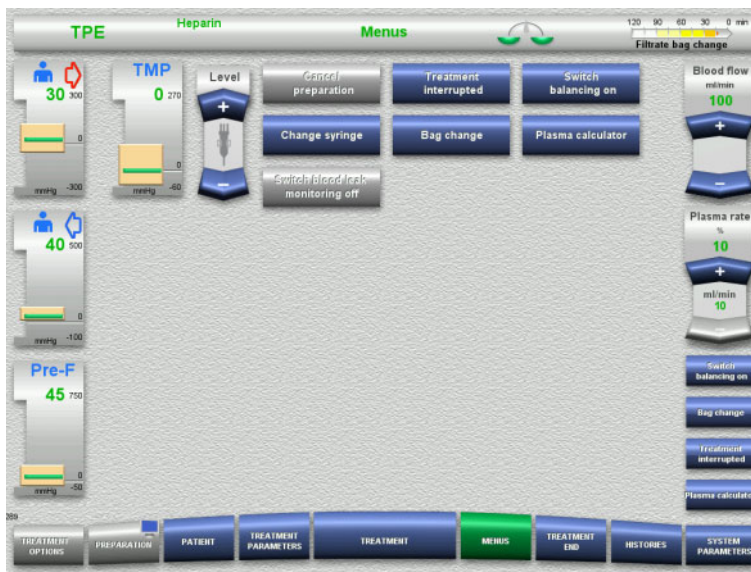 TPE
Heparin
Menus
120 90 60 30 0 min
Filtrate bag change
30 300
0
mmHg -300
TMP
0 270
0
mmHg -60
Level
+
−
Cancel
preparation
Treatment
interrupted
Switch
balancing on
Change syringe
Bag change
Plasma calculator
Switch blood leak
monitoring off
Blood flow
ml/min
100
+
−
40 500
0
mmHg -100
Plasma rate
%
10
+
ml/min
10
−
Pre-F
45 750
0
mmHg -50
Switch
balancing on
Bag change
Treatment
interrupted
Plasma calculato
289
TREATMENT
OPTIONS
PREPARATION
PATIENT
TREATMENT
PARAMETERS
TREATMENT
MENUS
TREATMENT
END
HISTORIES
SYSTEM
PARAMETERS